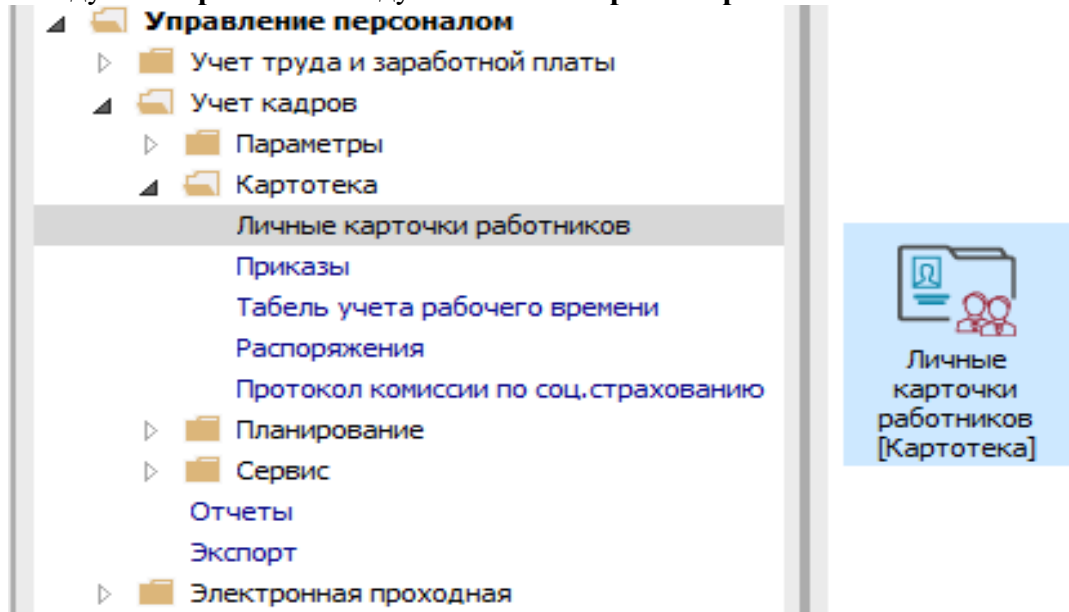 Управление персоналом
Учет труда и заработной платы
Учет кадров
Параметры
Картотека
Личные карточки работников
Приказы
Табель учета рабочего времени
Распоряжения
Протокол комиссии по соц.страхованию
Планирование
Сервис
Отчеты
Экспорт
Электронная проходная
Личные
карточки
работников
[Картотека]